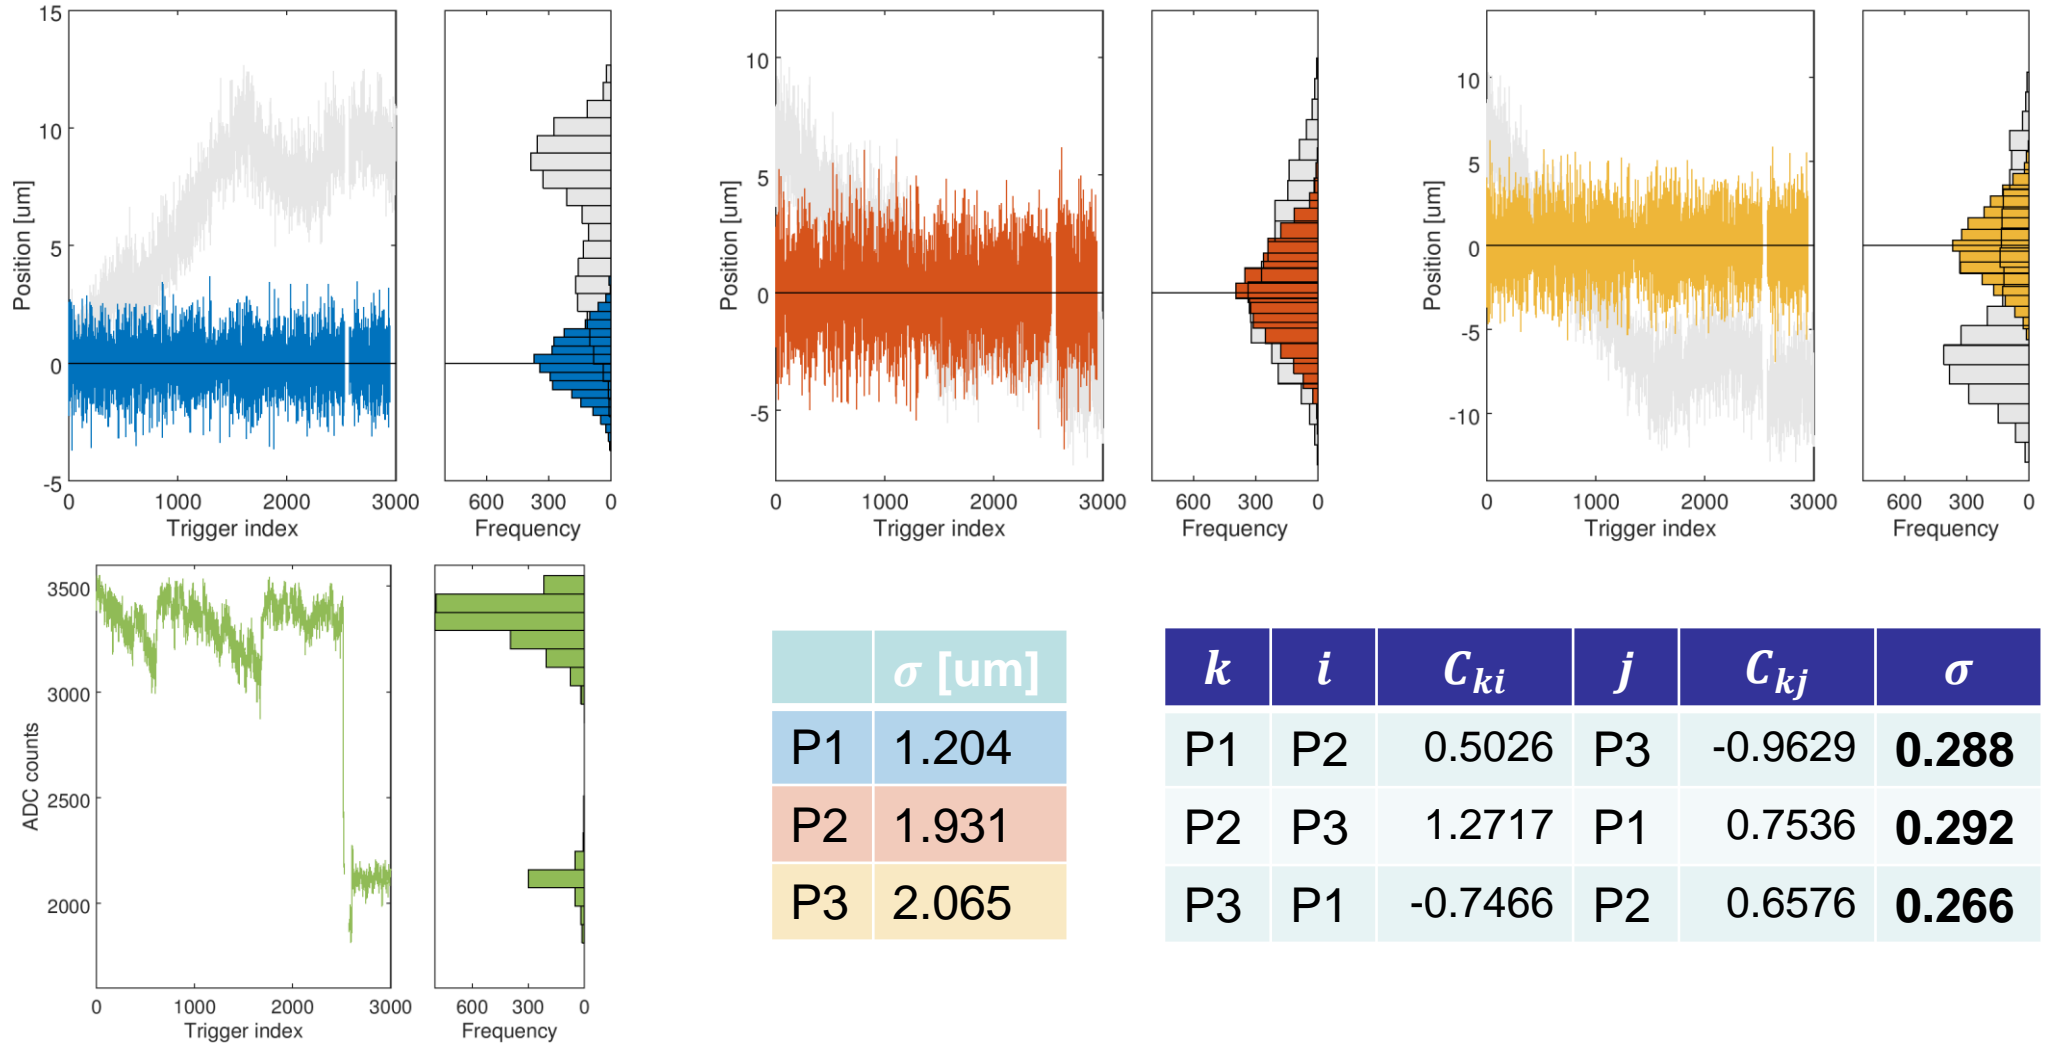 15
10
5
0
-5
Position [um]
0
1000
2000
3000
Trigger index
600
300
0
Frequency
10
5
0
-5
Position [um]
0
1000
2000
3000
Trigger index
600
300
0
Frequency
10
5
0
-5
-10
Position [um]
0
1000
2000
3000
Trigger index
600
300
0
Frequency
3500
3000
2500
2000
ADC counts
0
1000
2000
3000
Trigger index
600
300
0
Frequency
σ [um]
P1 1.204
P2 1.931
P3 2.065
k i C_ki j C_kj σ
P1 P2 0.5026 P3 -0.9629 0.288
P2 P3 1.2717 P1 0.7536 0.292
P3 P1 -0.7466 P2 0.6576 0.266